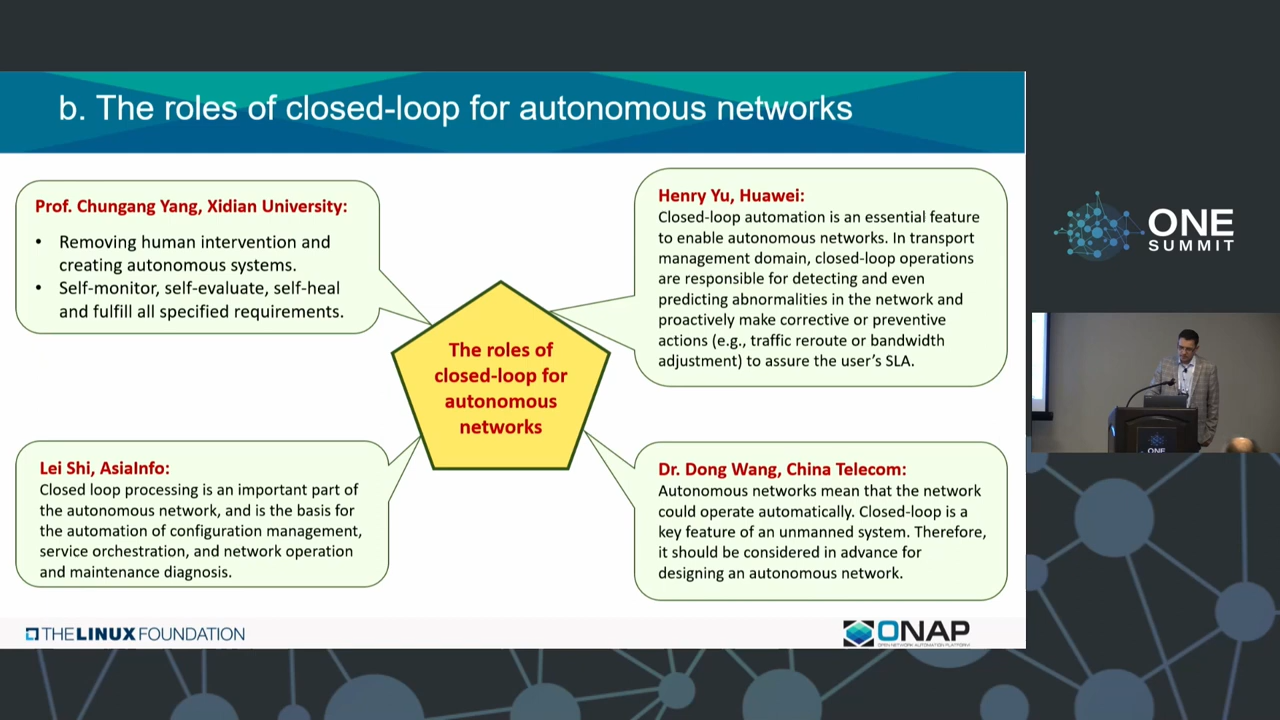 b. The roles of closed-loop for autonomous networks
Prof. Chungang Yang, Xidian University:
• Removing human intervention and
creating autonomous systems.
• Self-monitor, self-evaluate, self-heal
and fulfill all specified requirements.
Henry Yu, Huawei:
Closed-loop automation is an essential feature
to enable autonomous networks. In transport
management domain, closed-loop operations
are responsible for detecting and even
predicting abnormalities in the network and
proactively make corrective or preventive
actions (e.g., traffic reroute or bandwidth
adjustment) to assure the user's SLA.
The roles of
closed-loop for
autonomous
networks
Lei Shi, AsiaInfo:
Closed loop processing is an important part of
the autonomous network, and is the basis for
the automation of configuration management,
service orchestration, and network operation
and maintenance diagnosis.
Dr. Dong Wang, China Telecom:
Autonomous networks mean that the network
could operate automatically. Closed-loop is a
key feature of an unmanned system. Therefore,
it should be considered in advance for
designing an autonomous network.
THE LINUX FOUNDATION
ONAP
OPEN NETWORK AUTOMATION PLATFORM
ONE
SUMMIT
ONE